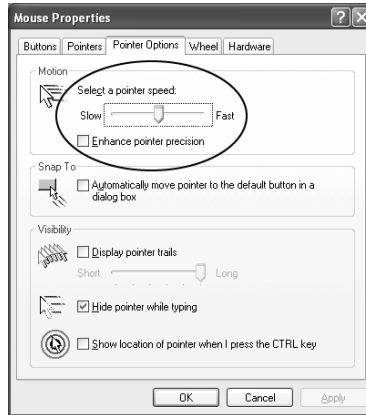 Mouse Properties
Buttons Pointers Pointer Options Wheel Hardware
Motion
Select a pointer speed:
Slow Fast
Enhance pointer precision
Snap To
Automatically move pointer to the default button in a
dialog box
Visibility
Display pointer trails
Short Long
Hide pointer while typing
Show location of pointer when I press the CTRL key
OK Cancel Apply